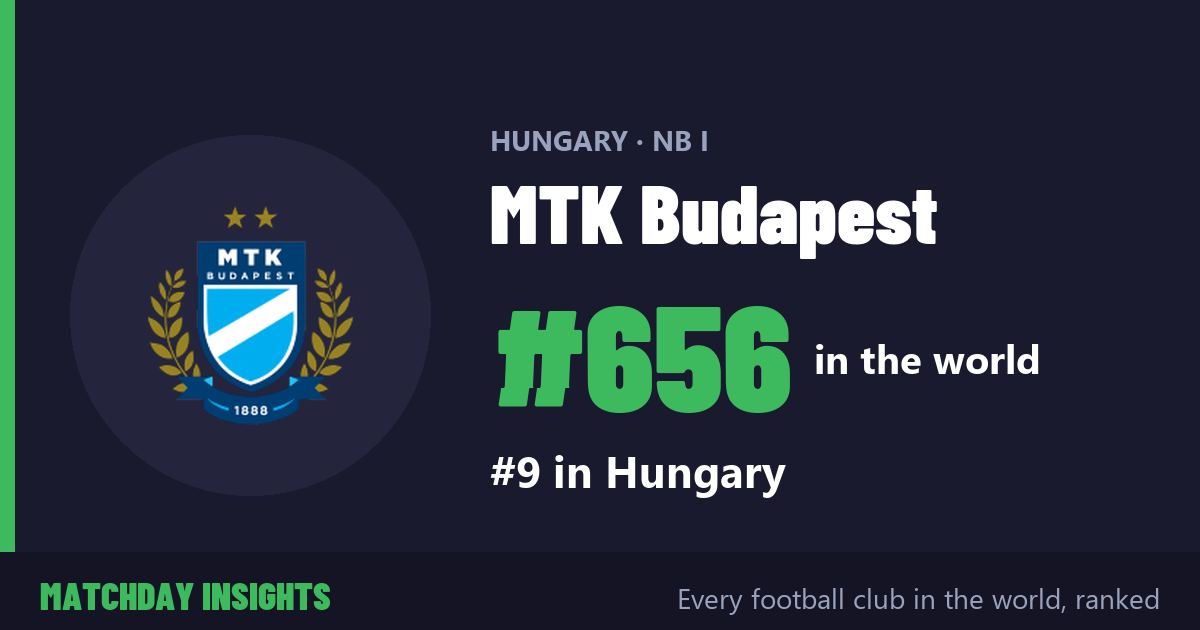 HUNGARY · NB I
MTK Budapest
#656 in the world
#9 in Hungary
MTK
BUDAPEST
1888
MATCHDAY INSIGHTS
Every football club in the world, ranked